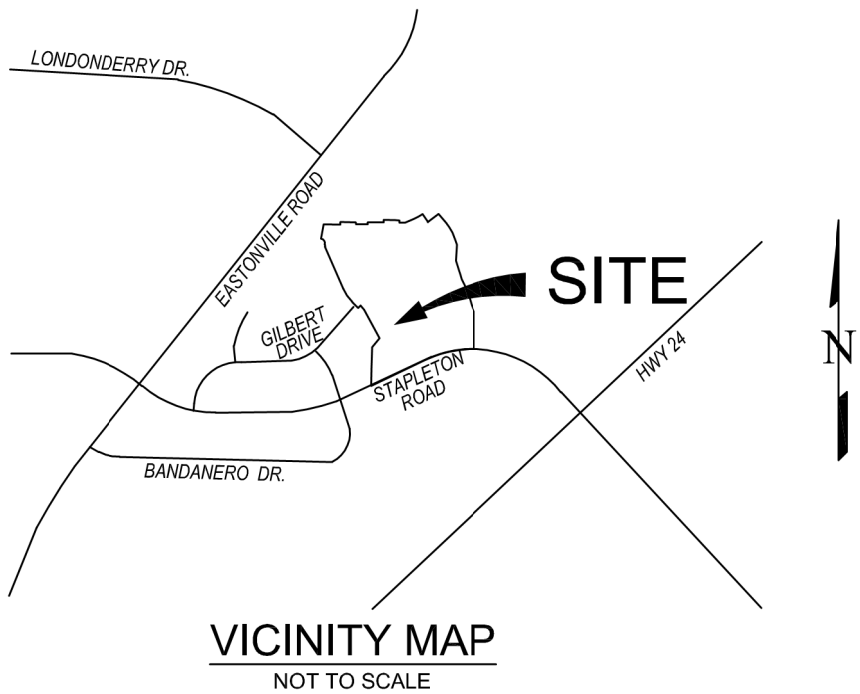 LONDONDERRY DR.
EASTONVILLE ROAD
SITE
GILBERT
DRIVE
HWY 24
N
STAPLETON
ROAD
BANDANERO DR.
VICINITY MAP
NOT TO SCALE